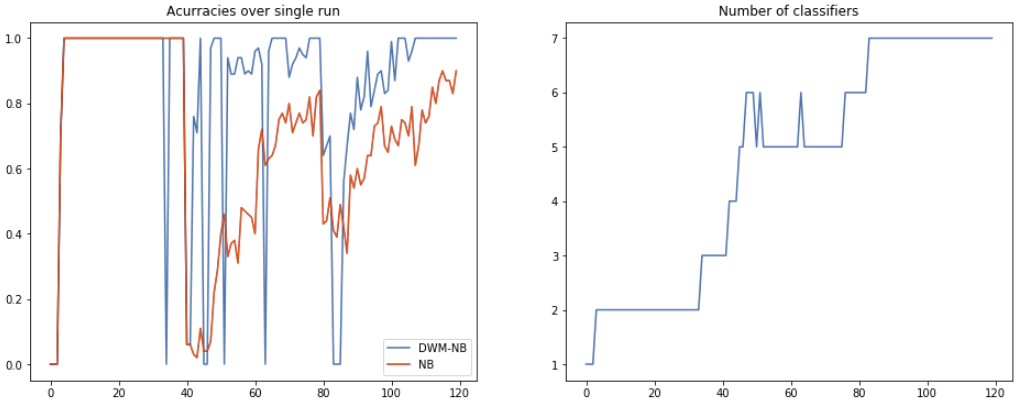 Acurracies over single run
1.0
0.8
0.6
0.4
0.2
0.0
0 20 40 60 80 100 120
DWM-NB
NB
Number of classifiers
7
6
5
4
3
2
1
0 20 40 60 80 100 120